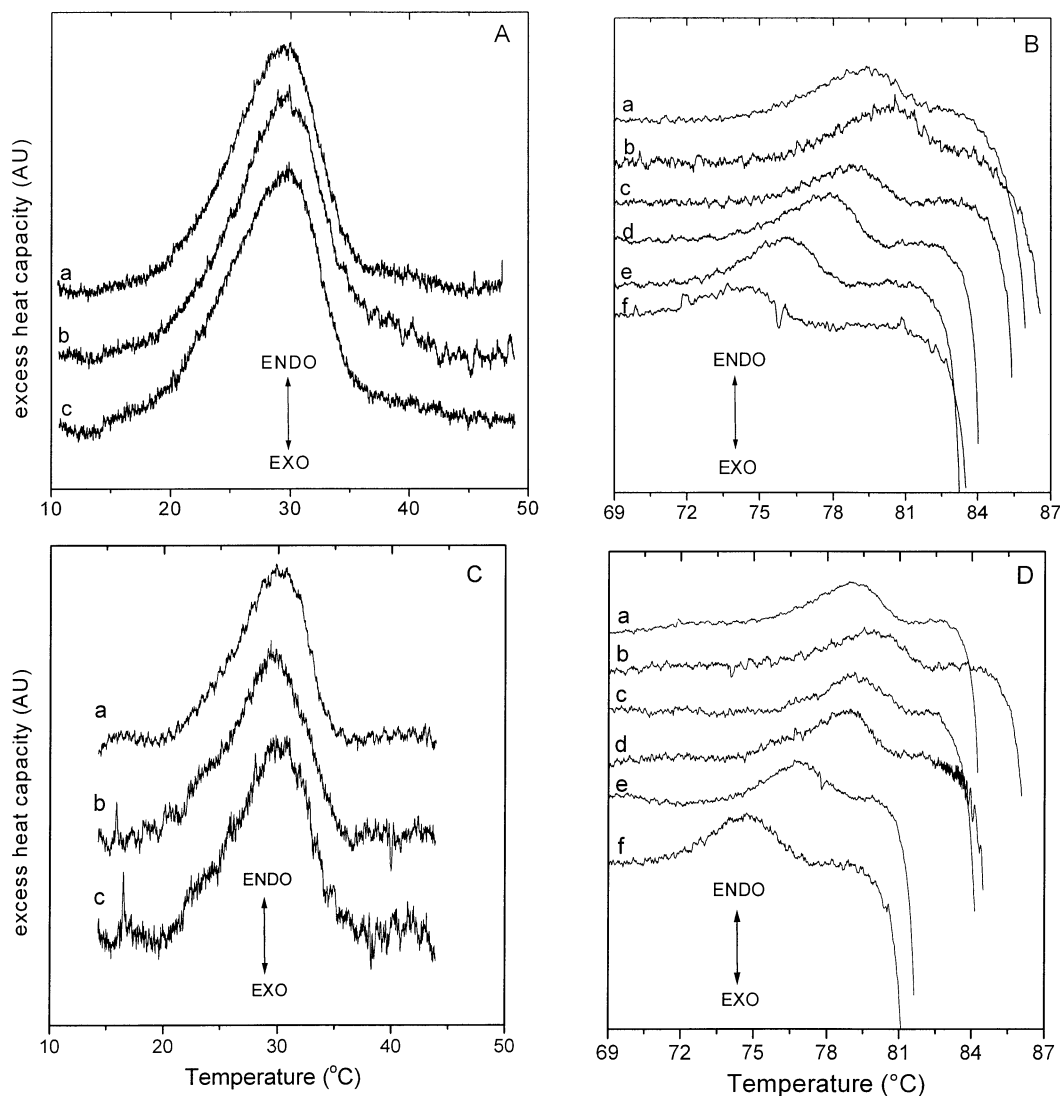 A
excess heat capacity (AU)
a
b
c
ENDO
EXO
10 20 30 40 50
B
a
b
c
d
e
f
ENDO
EXO
69 72 75 78 81 84 87
C
excess heat capacity (AU)
a
b
c
ENDO
EXO
10 20 30 40 50
Temperature (°C)
D
a
b
c
d
e
f
ENDO
EXO
69 72 75 78 81 84 87
Temperature (°C)